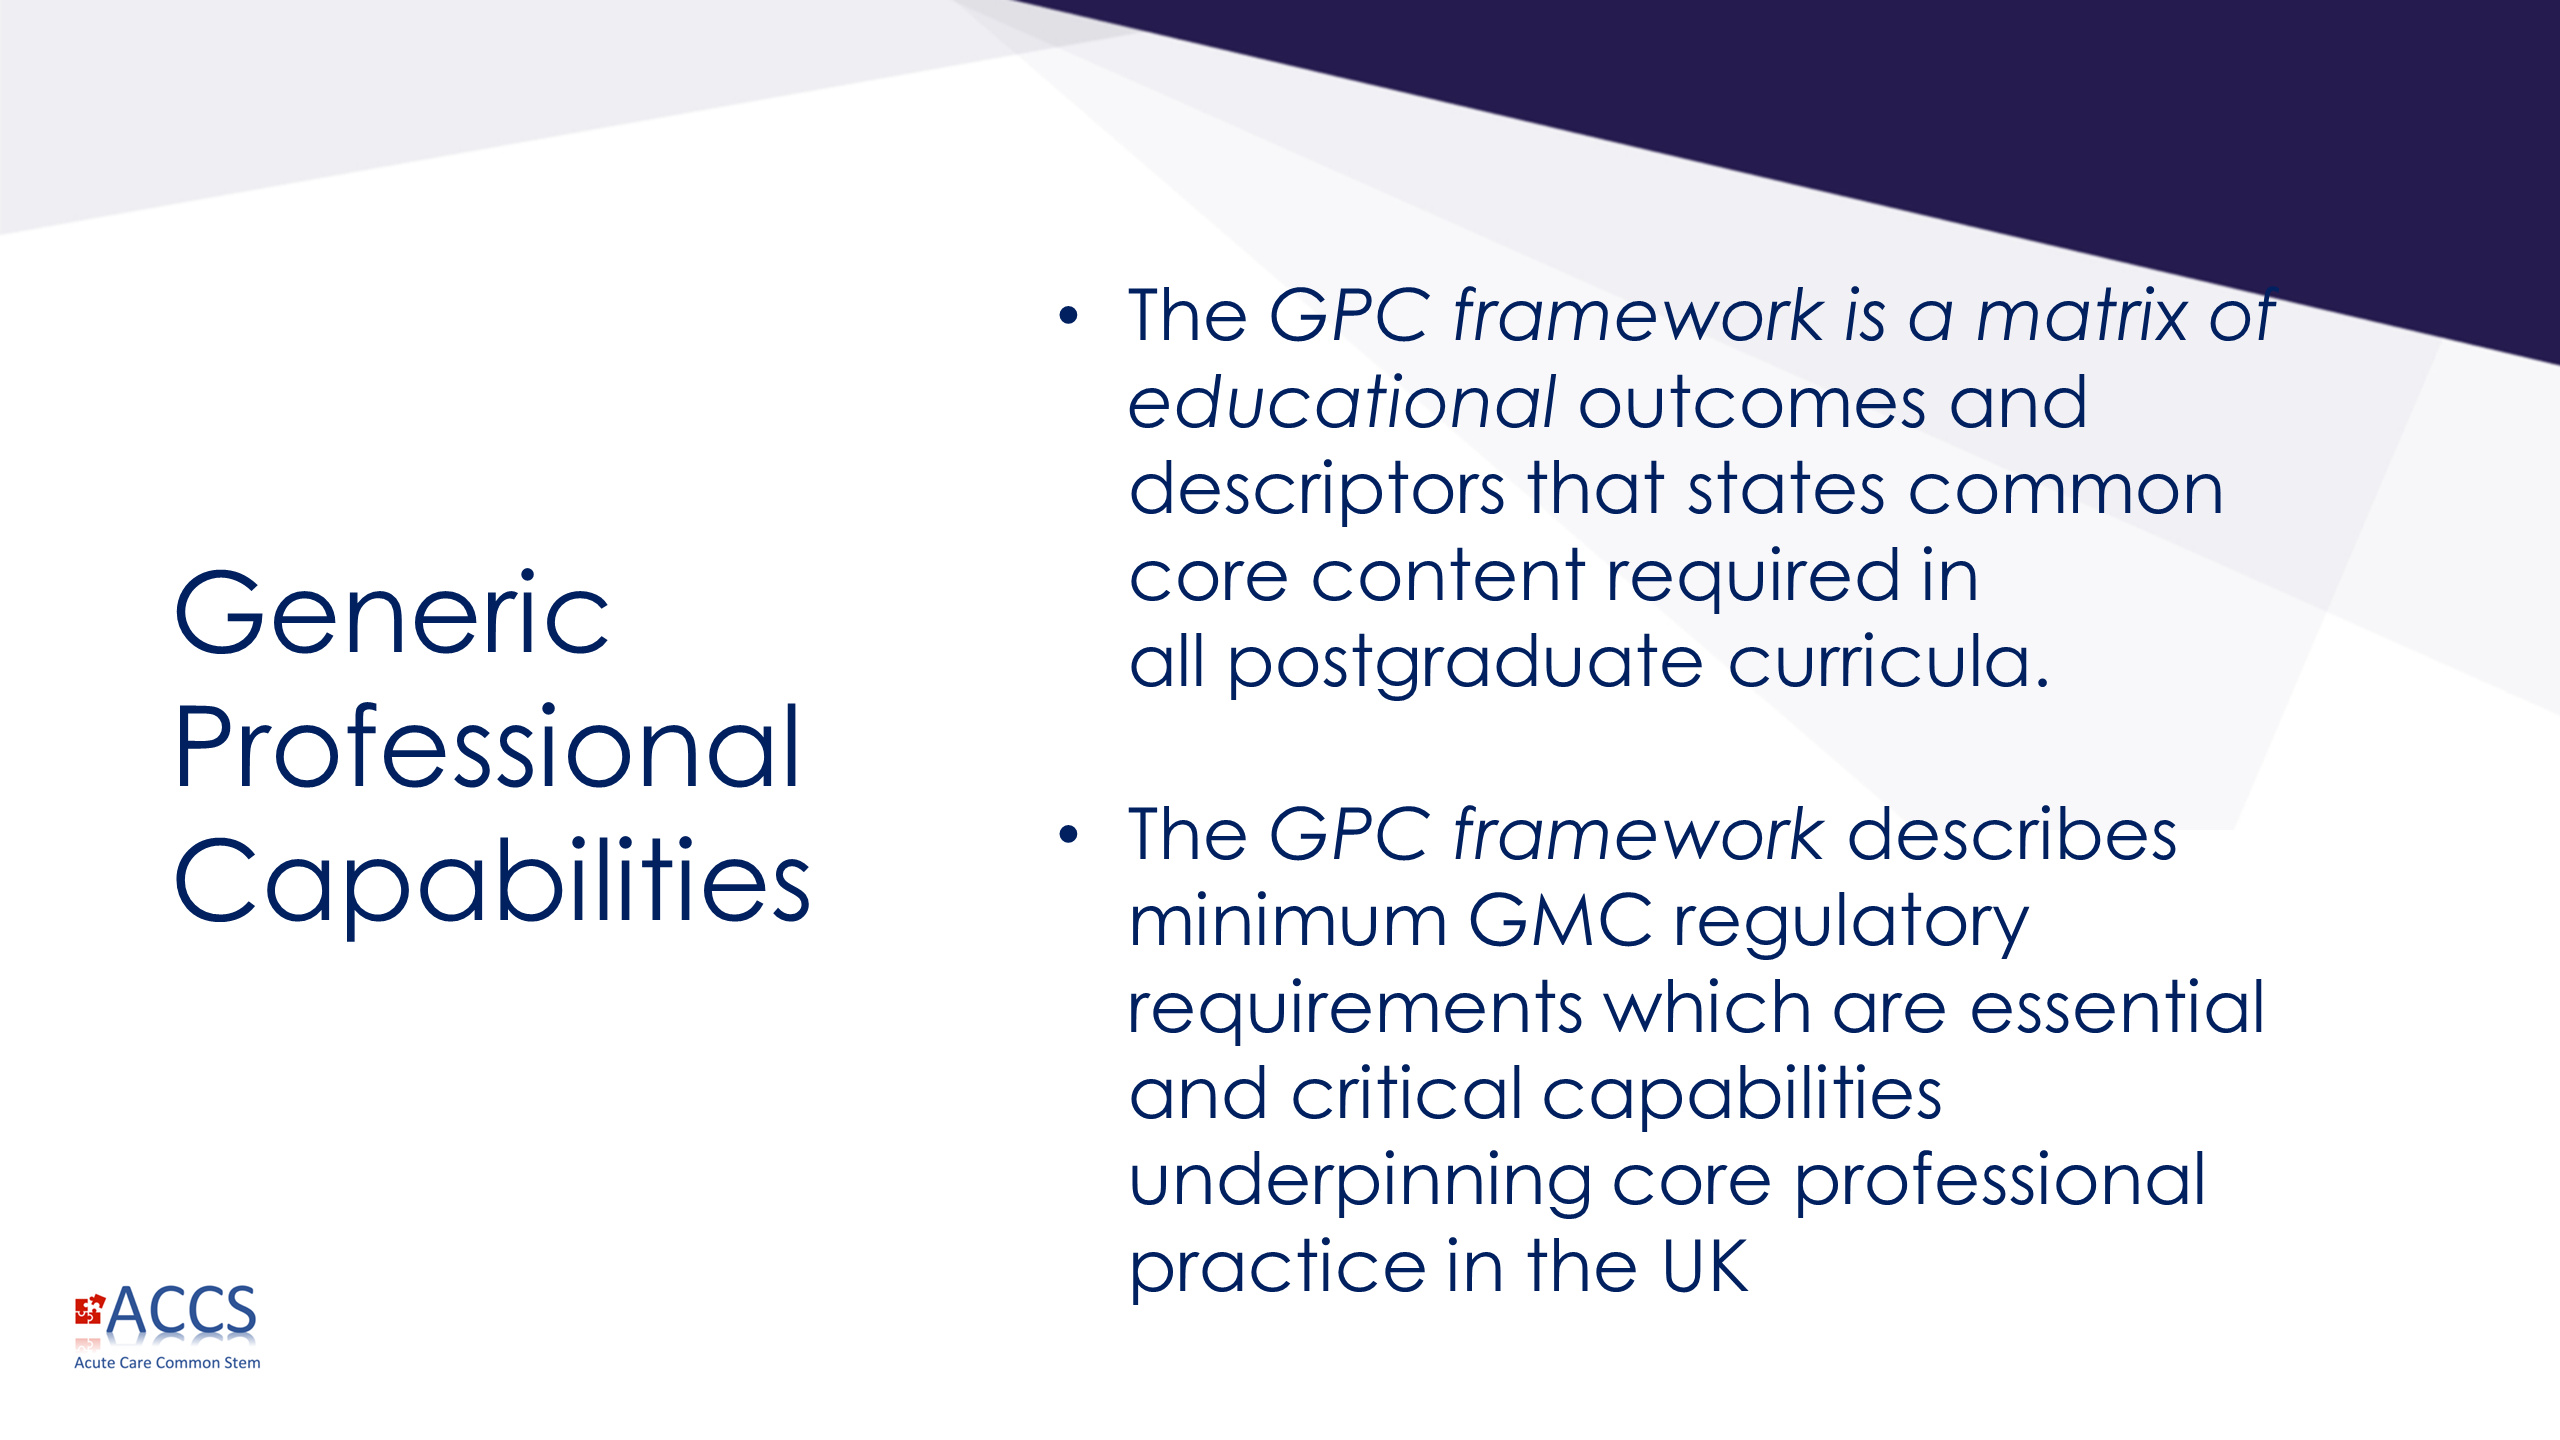 Generic
Professional
Capabilities
• The GPC framework is a matrix of
educational outcomes and
descriptors that states common
core content required in
all postgraduate curricula.
• The GPC framework describes
minimum GMC regulatory
requirements which are essential
and critical capabilities
underpinning core professional
practice in the UK
ACCS
Acute Care Common Stem